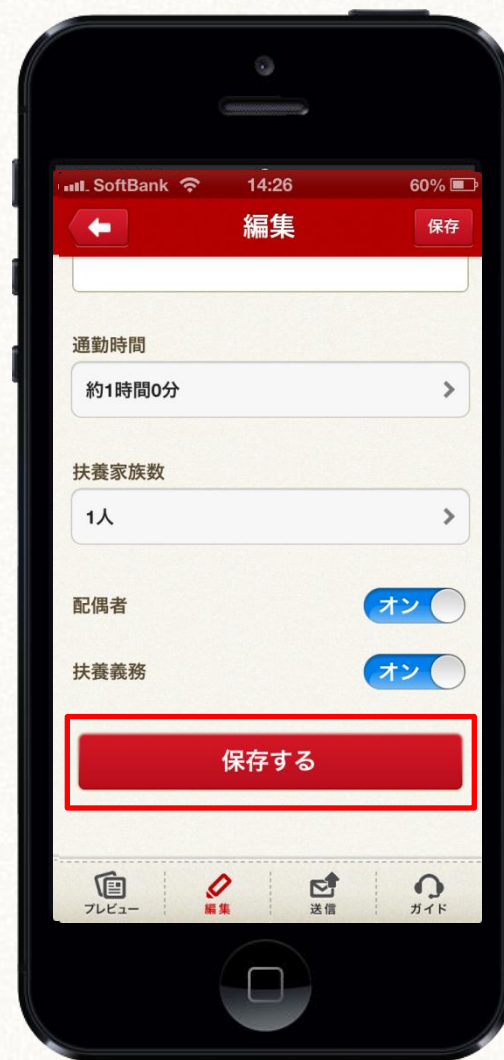 SoftBank 14:26 60%
編集 保存
通勤時間
約1時間0分
扶養家族数
1人
配偶者 オン
扶養義務 オン
保存する
プレビュー 編集 送信 ガイド